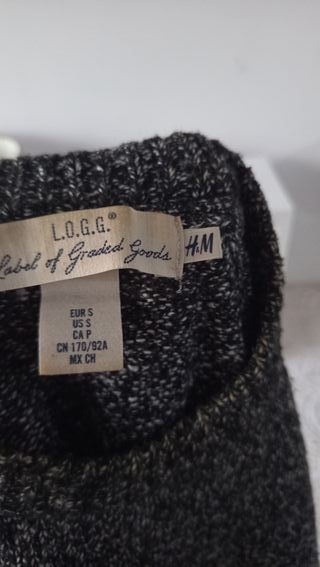 L.O.G.G.®
Label of Graded Goods
H&M
EUR S
US S
CA P
CN 170/92A
MX CH